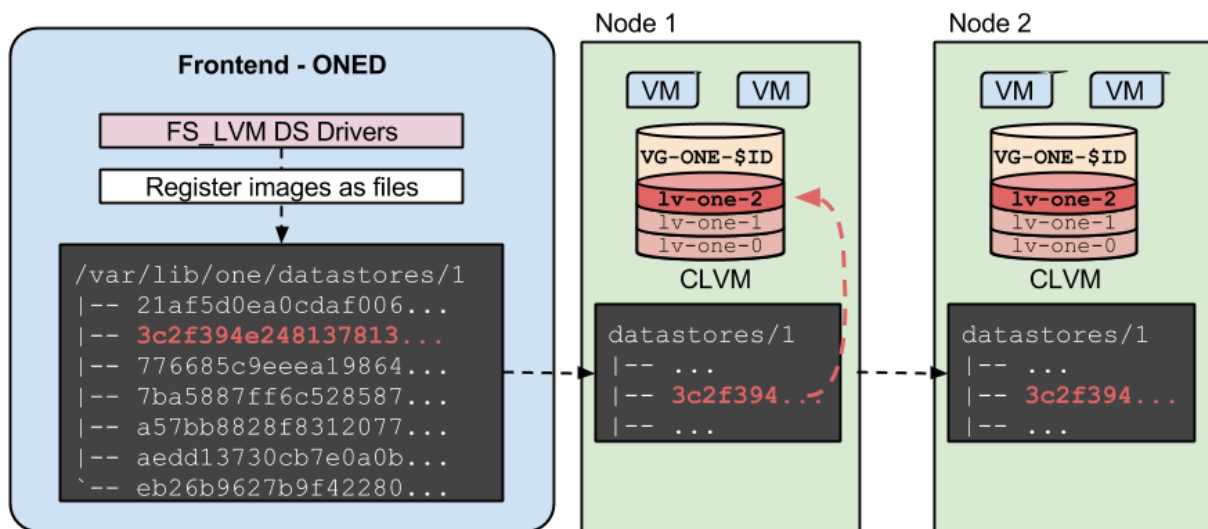 Frontend - ONED
FS_LVM DS Drivers
Register images as files
/var/lib/one/datastores/1
|-- 21af5d0ea0cdaf006...
|-- 3c2f394e248137813...
|-- 776685c9eeea19864...
|-- 7ba5887ff6c528587...
|-- a57bb8828f8312077...
|-- aedd13730cb7e0a0b...
`-- eb26b9627b9f42280...
Node 1
VM VM
VG-ONE-$ID
lv-one-2
lv-one-1
lv-one-0
CLVM
datastores/1
|-- ...
|-- 3c2f394...
|-- ...
Node 2
VM VM
VG-ONE-$ID
lv-one-2
lv-one-1
lv-one-0
CLVM
datastores/1
|-- ...
|-- 3c2f394...
|-- ...